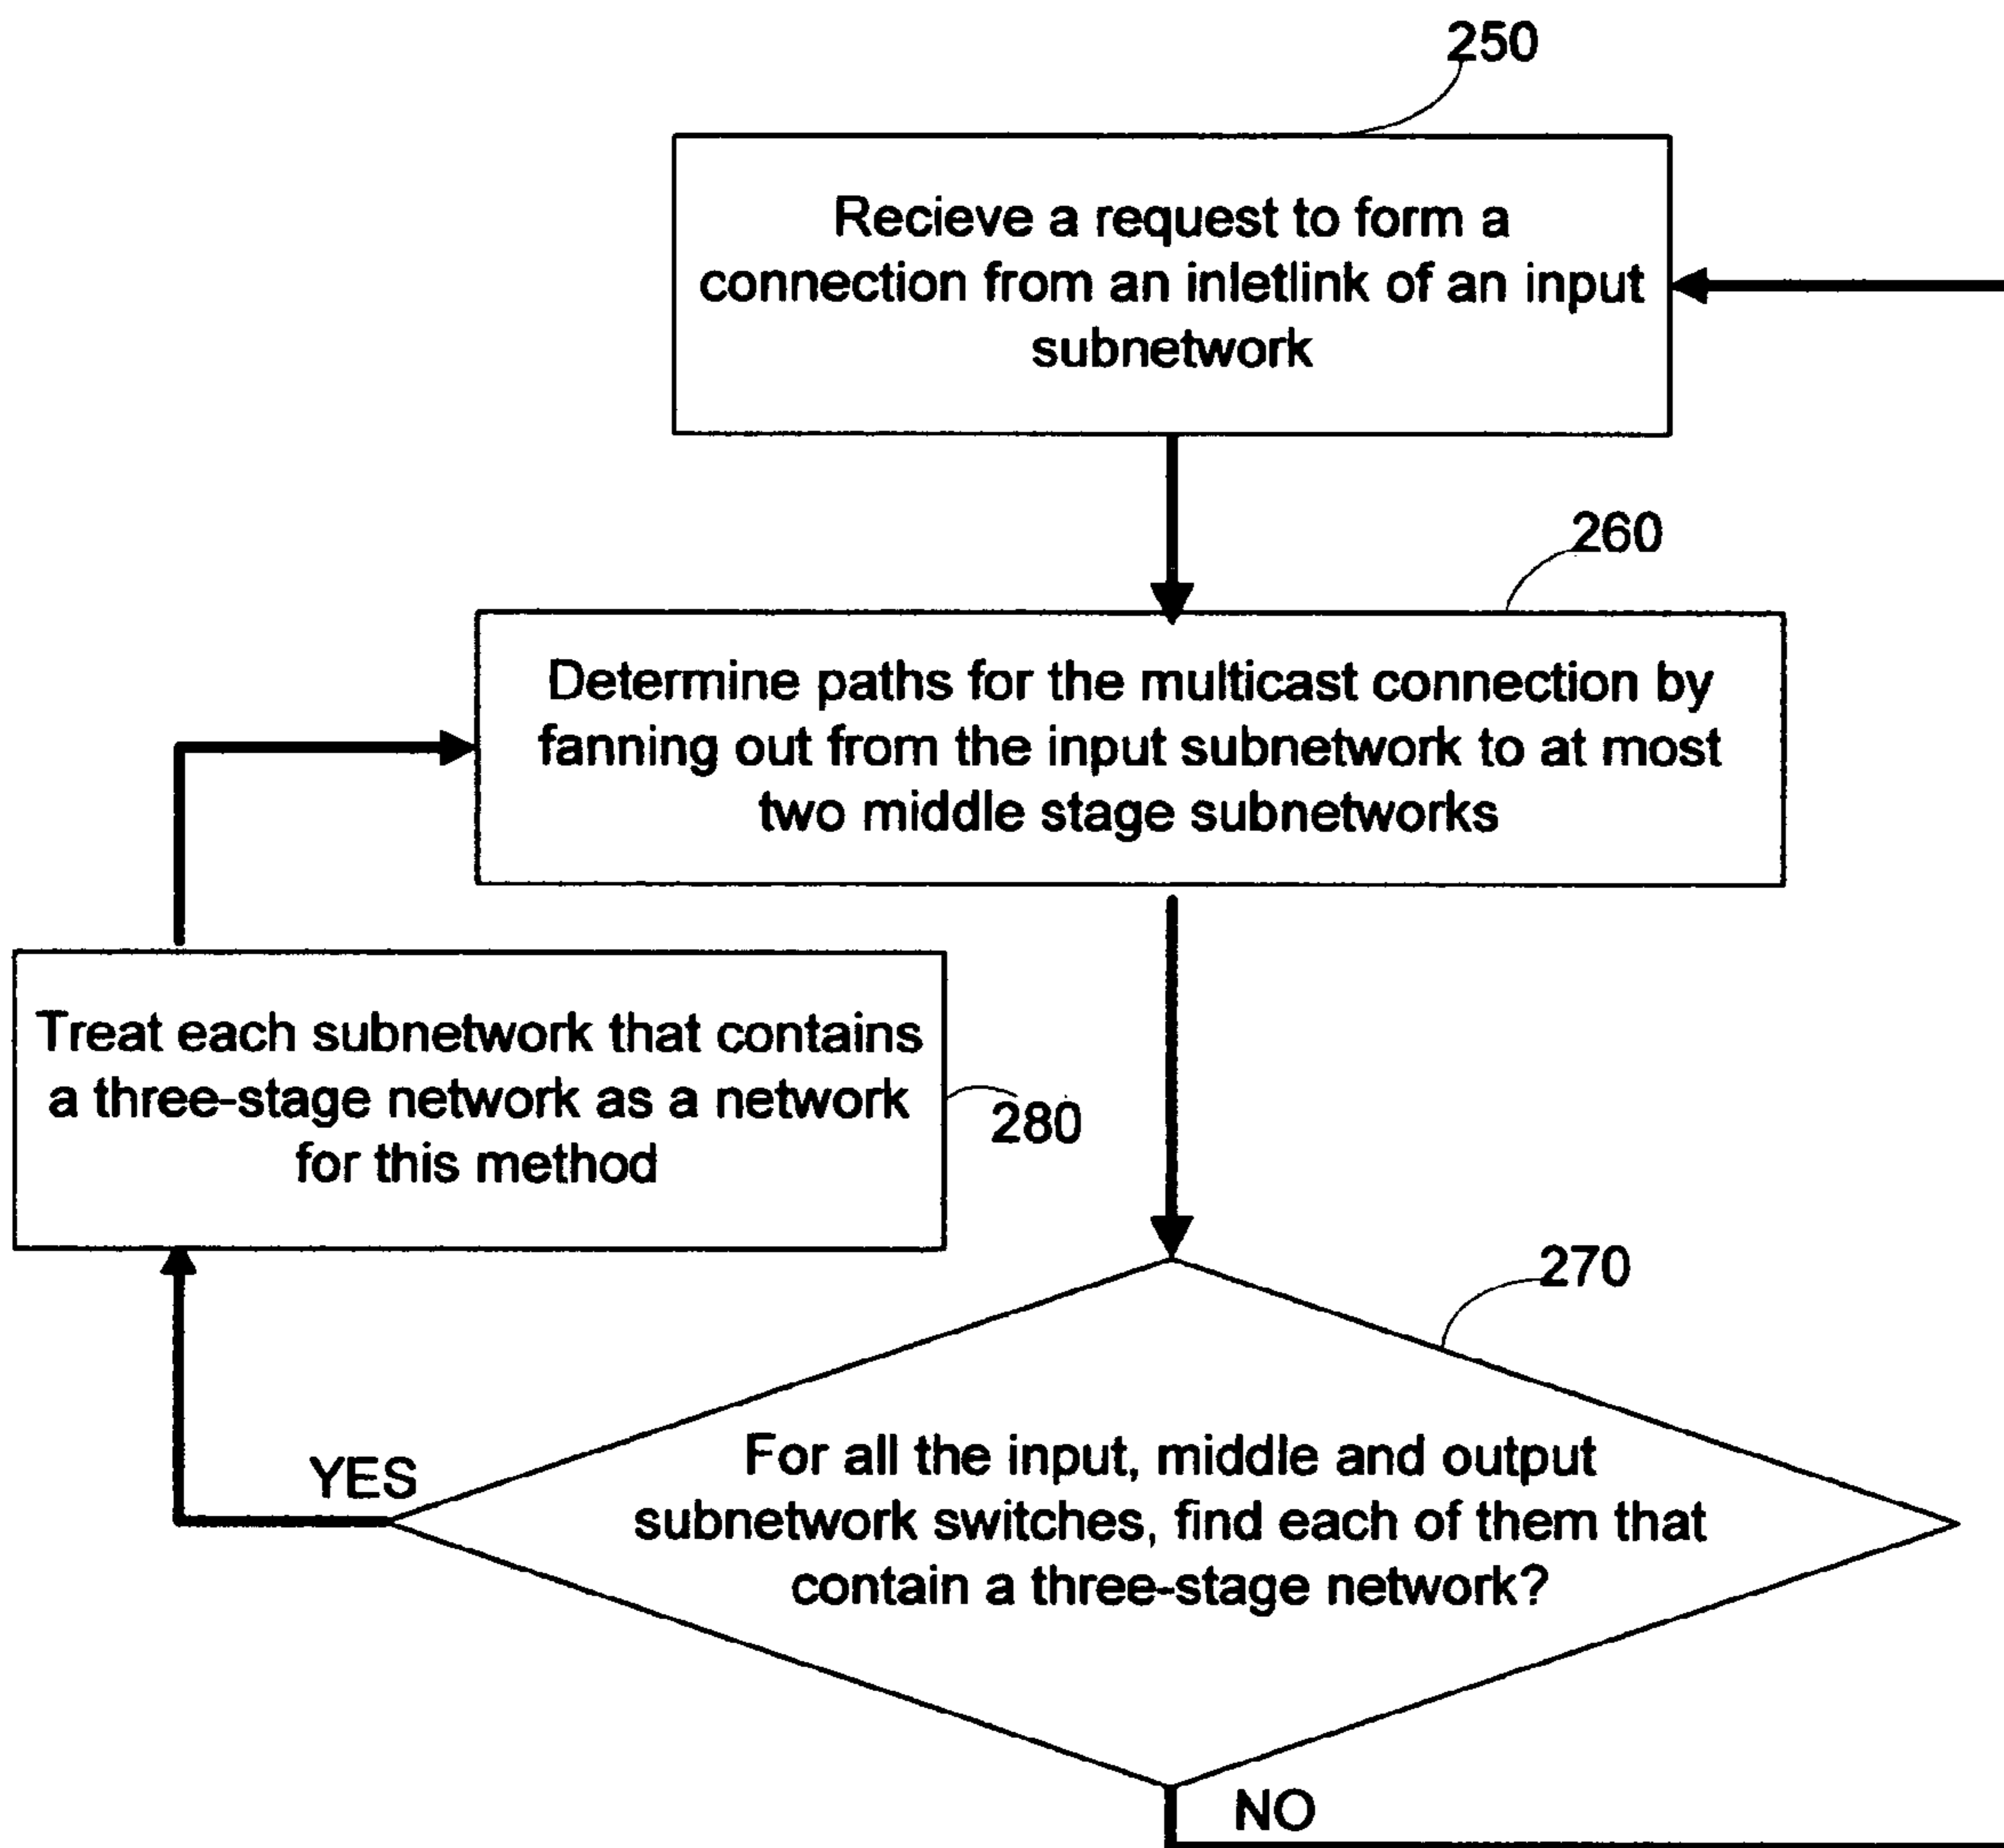 250
Recieve a request to form a
connection from an inletlink of an input
subnetwork
260
Determine paths for the multicast connection by
fanning out from the input subnetwork to at most
two middle stage subnetworks
Treat each subnetwork that contains
a three-stage network as a network
for this method
280
270
YES
For all the input, middle and output
subnetwork switches, find each of them that
contain a three-stage network?
NO